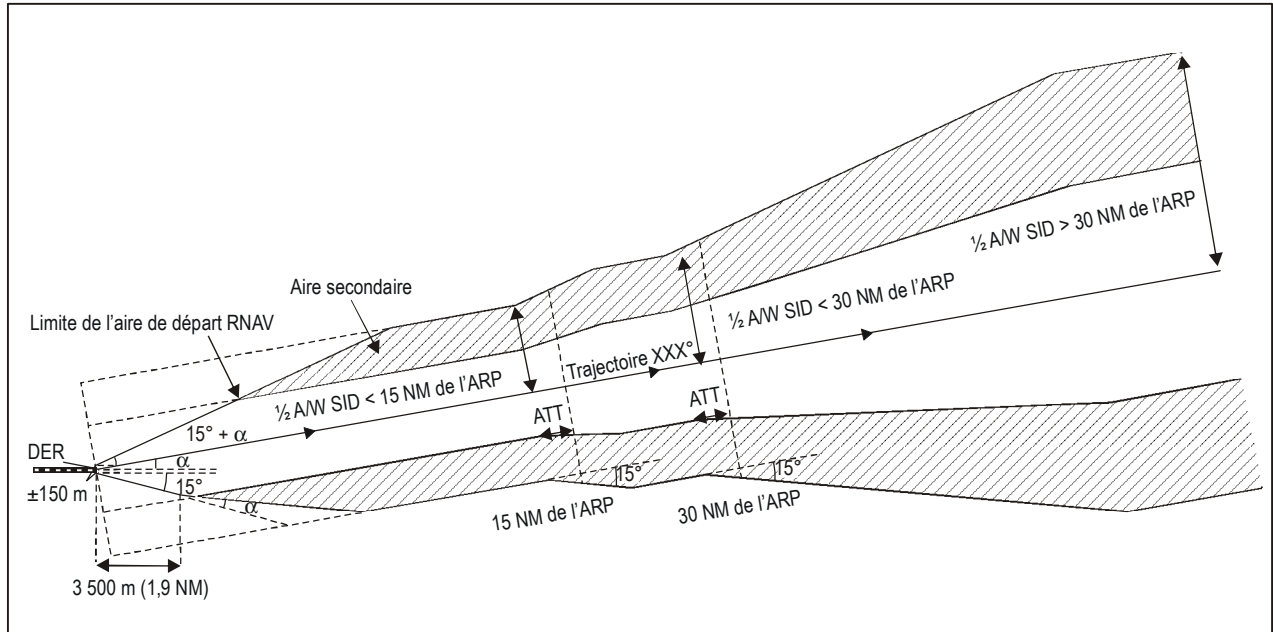 ½ A/W SID > 30 NM de l'ARP
Aire secondaire
½ A/W SID < 30 NM de l'ARP
Limite de l'aire de départ RNAV
Trajectoire XXX°
½ A/W SID < 15 NM de l'ARP
ATT
ATT
15° + α
DER
α
±150 m
15°
α
15°
15°
15 NM de l'ARP
30 NM de l'ARP
3 500 m (1,9 NM)